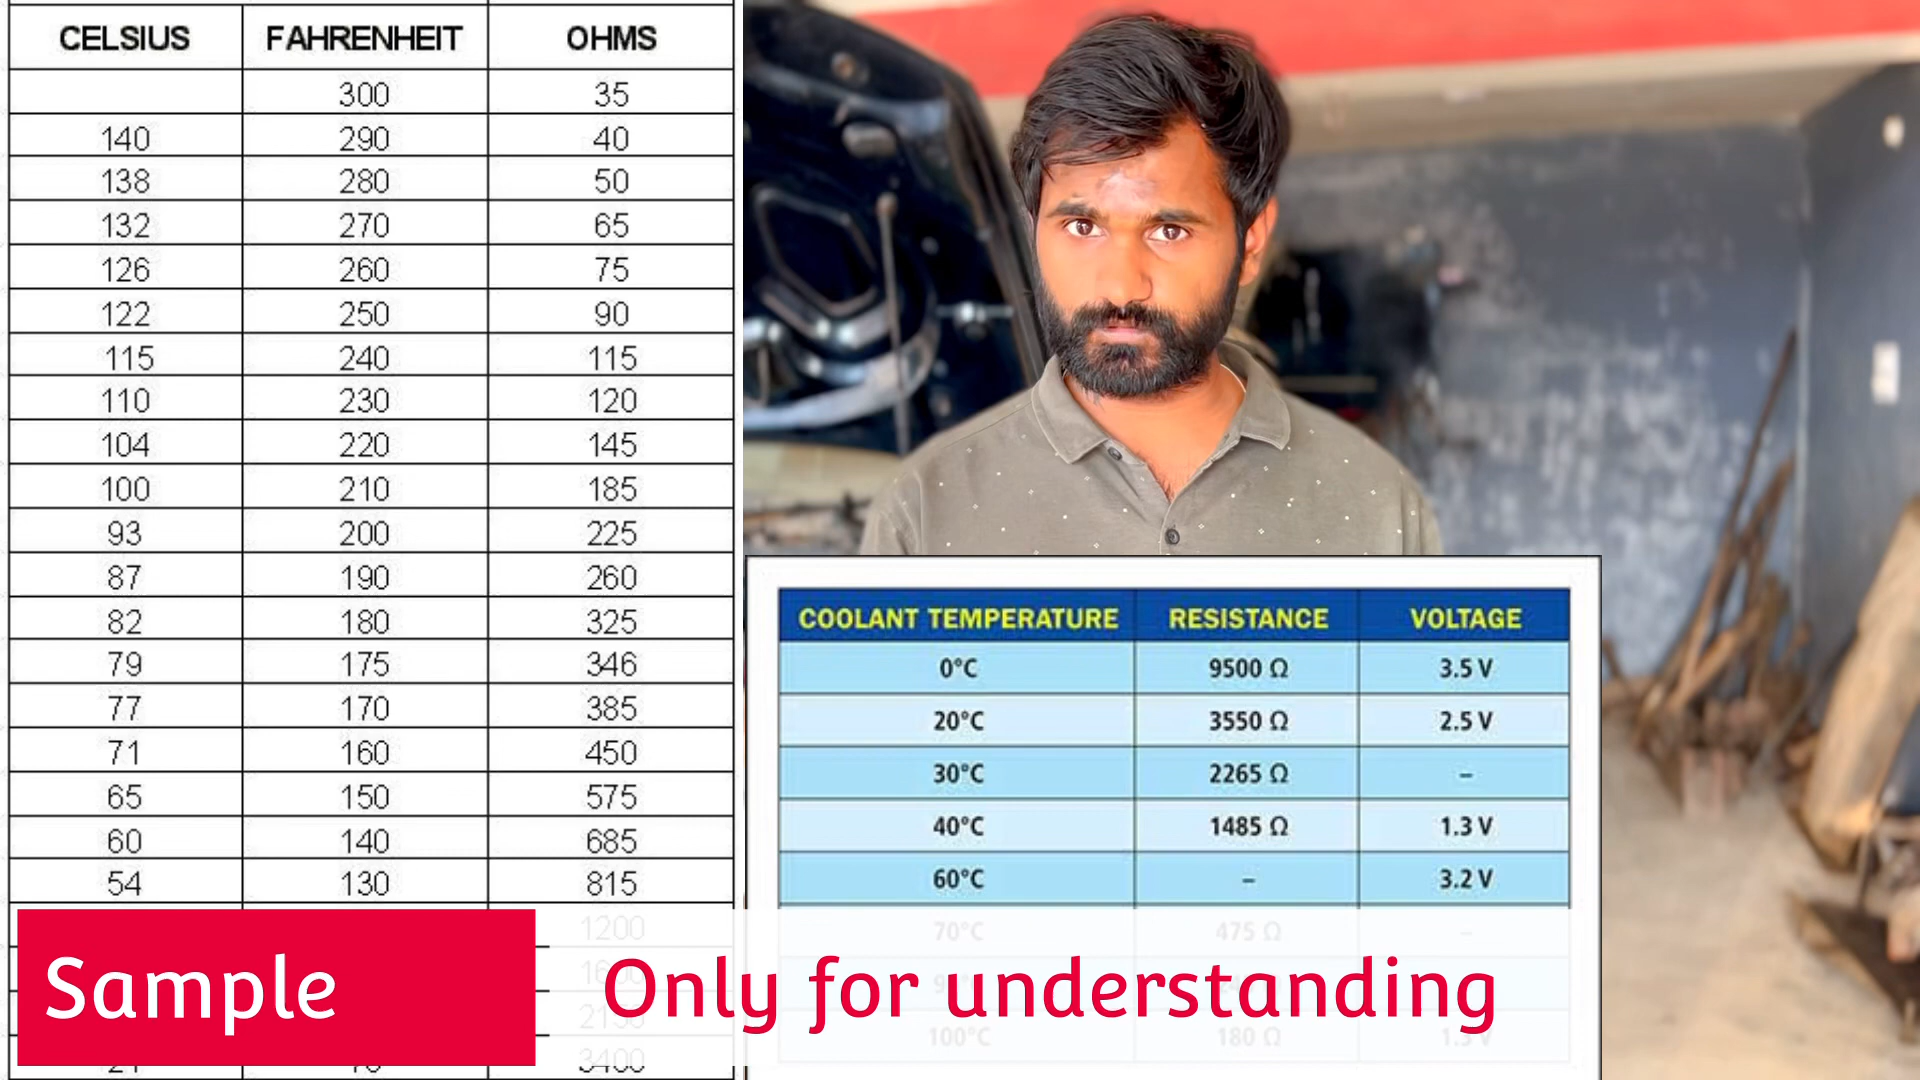 CELSIUS FAHRENHEIT OHMS
300 35
140 290 40
138 280 50
132 270 65
126 260 75
122 250 90
115 240 115
110 230 120
104 220 145
100 210 185
93 200 225
87 190 260
82 180 325
79 175 346
77 170 385
71 160 450
65 150 575
60 140 685
54 130 815
1200
3400
COOLANT TEMPERATURE RESISTANCE VOLTAGE
0°C 9500 Ω 3.5 V
20°C 3550 Ω 2.5 V
30°C 2265 Ω –
40°C 1485 Ω 1.3 V
60°C – 3.2 V
70°C 475 Ω –
100°C 180 Ω
Sample
Only for understanding